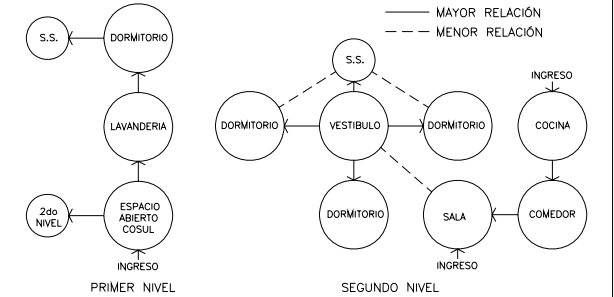 MAYOR RELACIÓN
MENOR RELACIÓN
S.S.
DORMITORIO
LAVANDERIA
2do
NIVEL
ESPACIO
ABIERTO
COSUL
INGRESO
PRIMER NIVEL
S.S.
INGRESO
DORMITORIO
VESTIBULO
DORMITORIO
COCINA
DORMITORIO
SALA
COMEDOR
INGRESO
SEGUNDO NIVEL